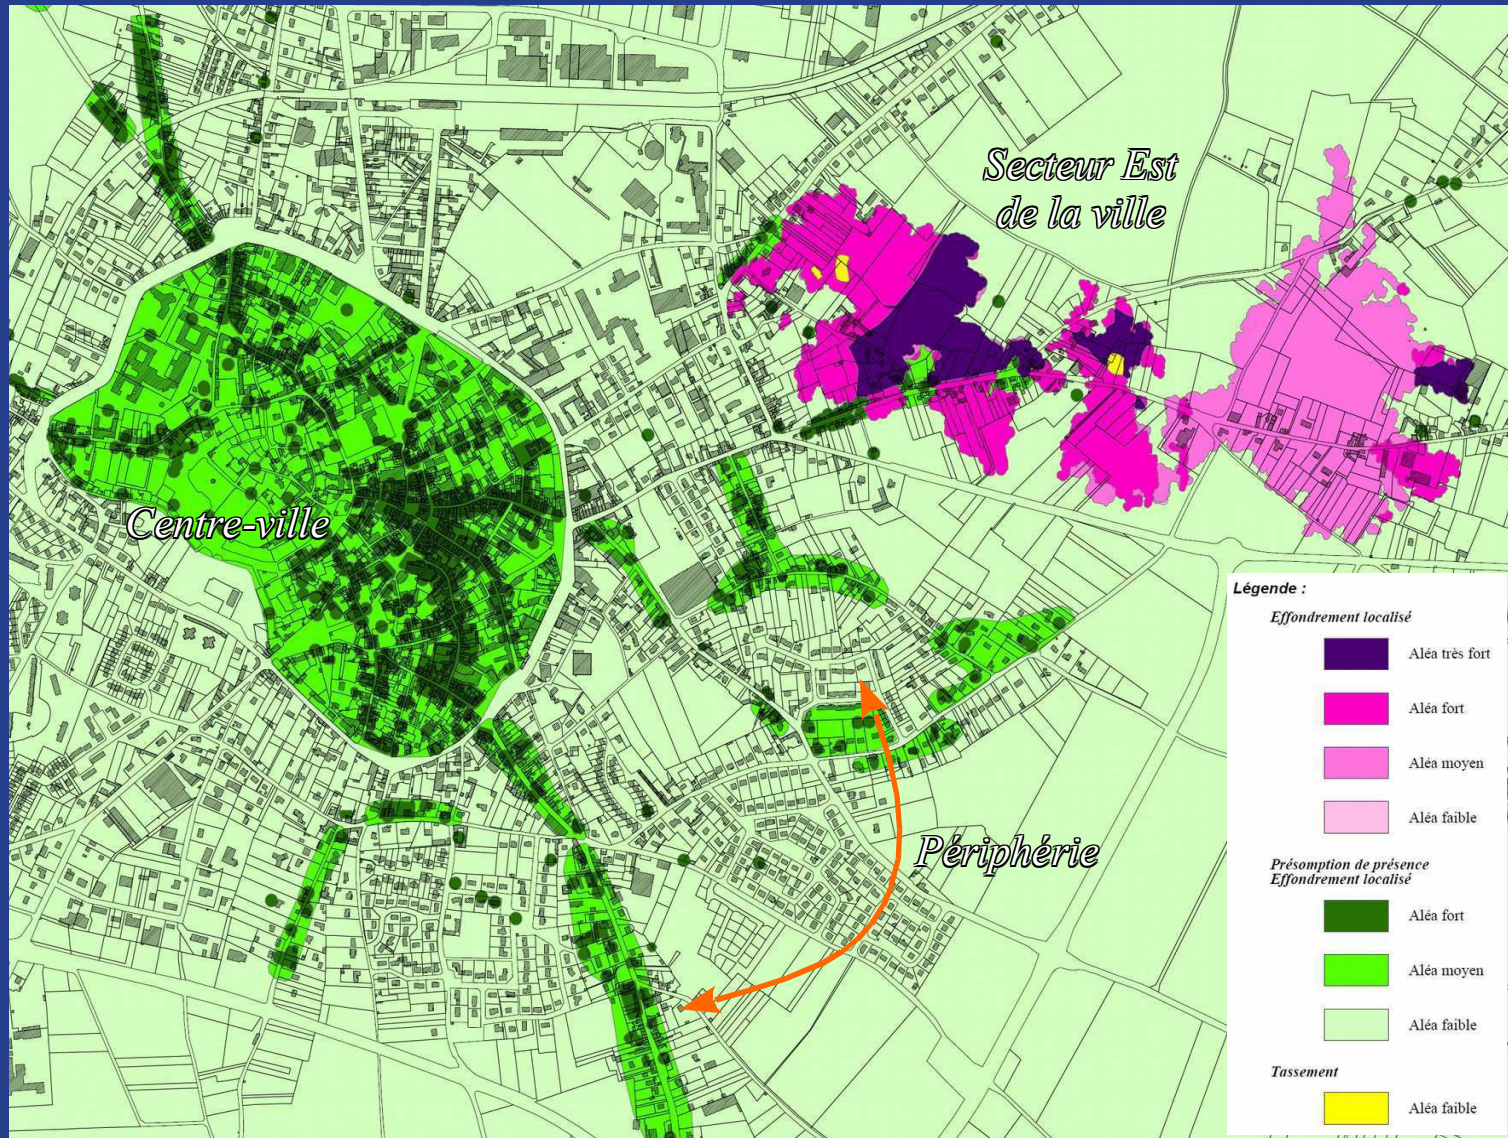 Secteur Est
de la ville
Centre-ville
Périphérie
Légende :
Effondrement localisé
Aléa très fort
Aléa fort
Aléa moyen
Aléa faible
Présomption de présence
Effondrement localisé
Aléa fort
Aléa moyen
Aléa faible
Tassement
Aléa faible